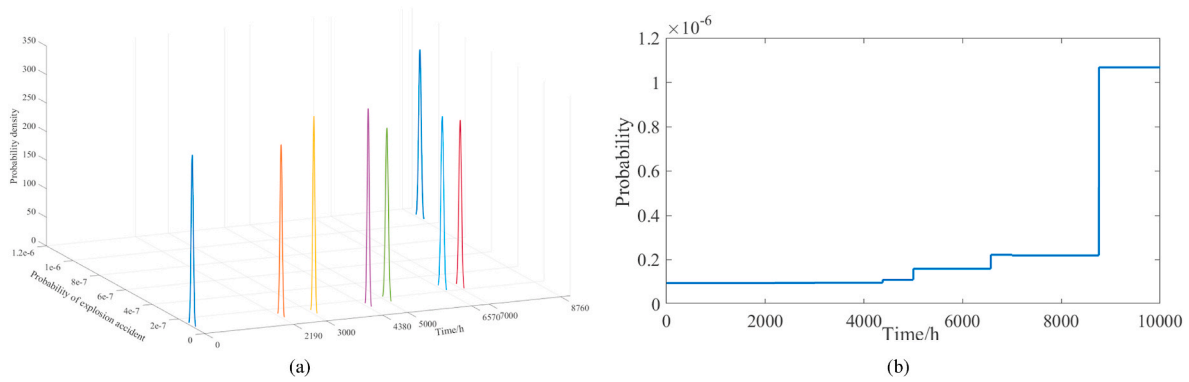 350
300
250
200
150
100
50
0
Probability density
1.2e-6
1e-6
8e-7
6e-7
4e-7
2e-7
0
Probability of explosion accident
0
2190
3000
4380
5000
6570
7000
8760
Time/h
(a)
×10⁻⁶
1.2
1
0.8
0.6
0.4
0.2
0
Probability
0
2000
4000
6000
8000
10000
Time/h
(b)